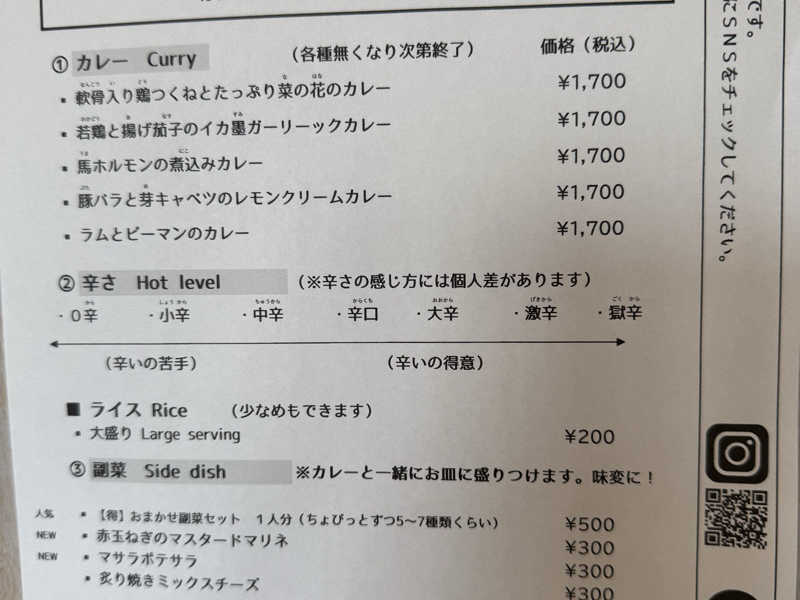 ① カレー Curry （各種無くなり次第終了） 価格（税込）
▪ 軟骨入り鶏つくねとたっぷり菜の花のカレー ¥1,700
▪ 若鶏と揚げ茄子のイカ墨ガーリーックカレー ¥1,700
▪ 馬ホルモンの煮込みカレー ¥1,700
▪ 豚バラと芽キャベツのレモンクリームカレー ¥1,700
▪ ラムとピーマンのカレー ¥1,700
② 辛さ Hot level （※辛さの感じ方には個人差があります）
・０辛 ・小辛 ・中辛 ・辛口 ・大辛 ・激辛 ・獄辛
（辛いの苦手） （辛いの得意）
■ ライス Rice （少なめもできます）
▪ 大盛り Large serving ¥200
③ 副菜 Side dish ※カレーと一緒にお皿に盛りつけます。味変に！
人気 ▪ 【得】おまかせ副菜セット １人分（ちょびっとずつ5〜7種類くらい） ¥500
NEW ▪ 赤玉ねぎのマスタードマリネ ¥300
NEW ▪ マサラポテサラ ¥300
▪ 炙り焼きミックスチーズ ¥300
です。
にＳＮＳをチェックしてください。